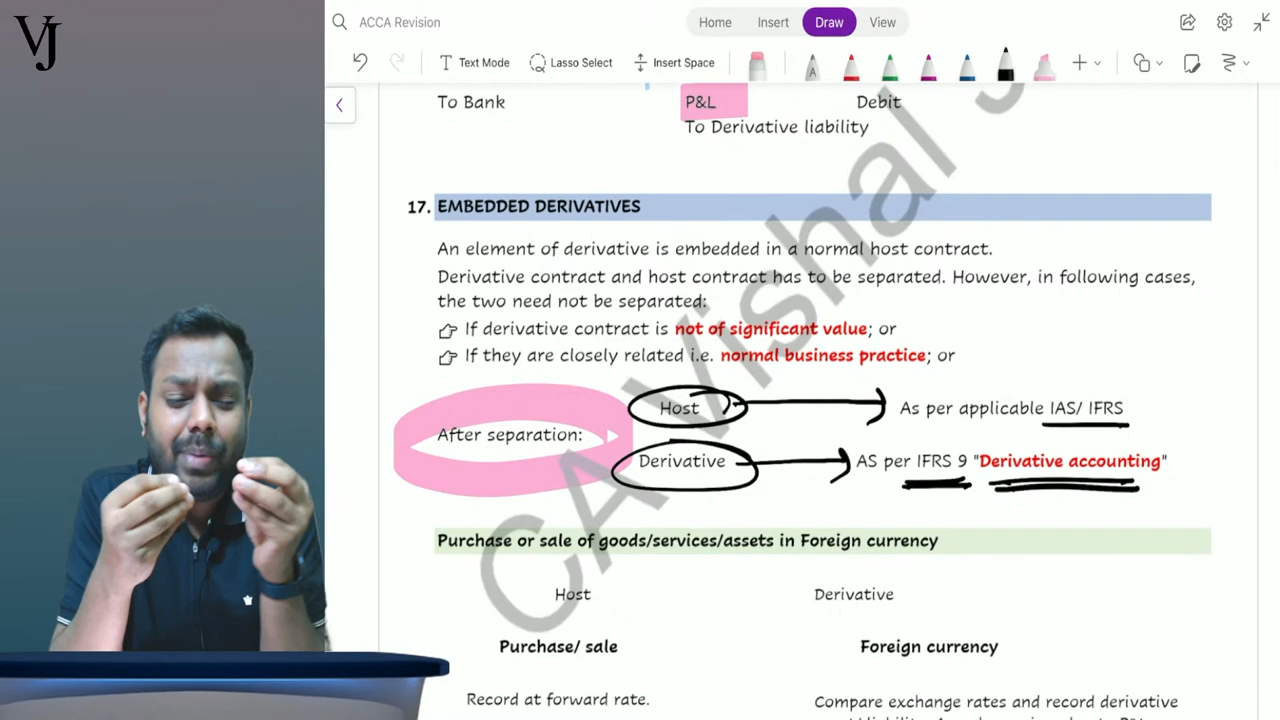 VJ
ACCA Revision
Home Insert Draw View
Text Mode Lasso Select Insert Space
To Bank P&L Debit
To Derivative liability
17. EMBEDDED DERIVATIVES
An element of derivative is embedded in a normal host contract.
Derivative contract and host contract has to be separated. However, in following cases,
the two need not be separated:
If derivative contract is not of significant value; or
If they are closely related i.e. normal business practice; or
Host As per applicable IAS/ IFRS
After separation:
Derivative AS per IFRS 9 "Derivative accounting"
Purchase or sale of goods/services/assets in Foreign currency
Host Derivative
Purchase/ sale Foreign currency
Record at forward rate. Compare exchange rates and record derivative
CA Vishal J